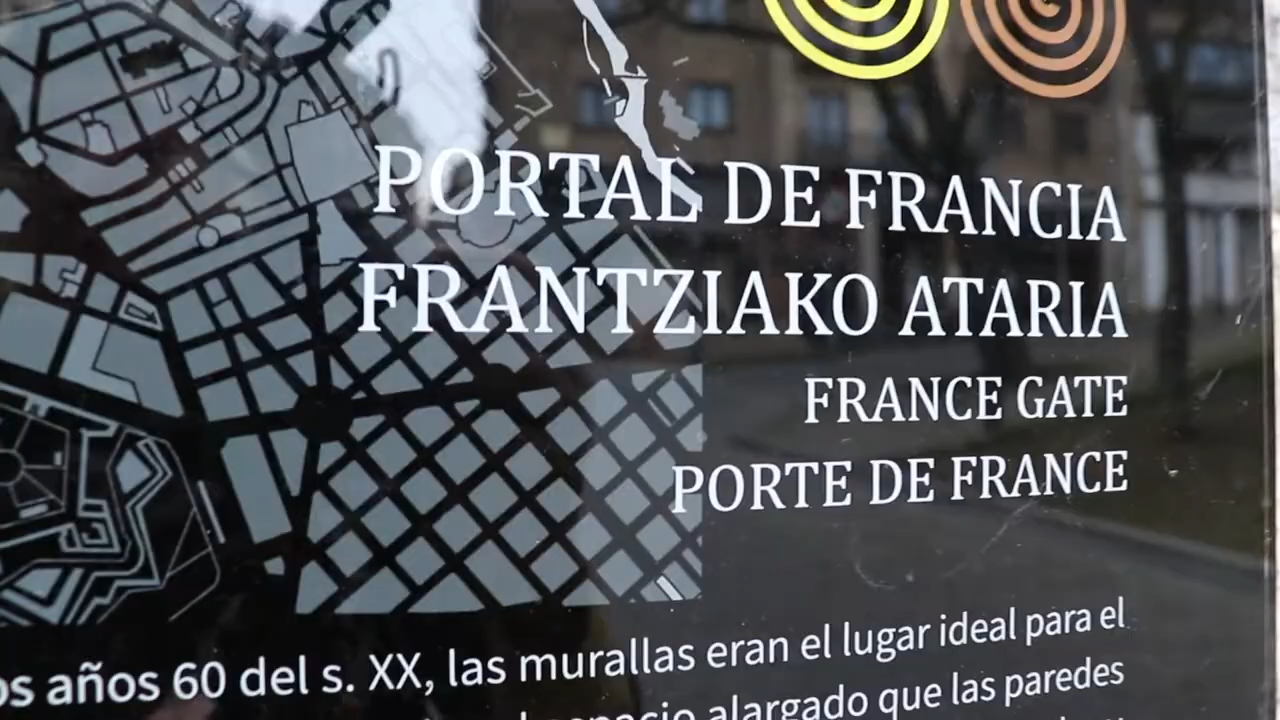 PORTAL DE FRANCIA
FRANTZIAKO ATARIA
FRANCE GATE
PORTE DE FRANCE
años 60 del s. XX, las murallas eran el lugar ideal para el
espacio alargado que las paredes